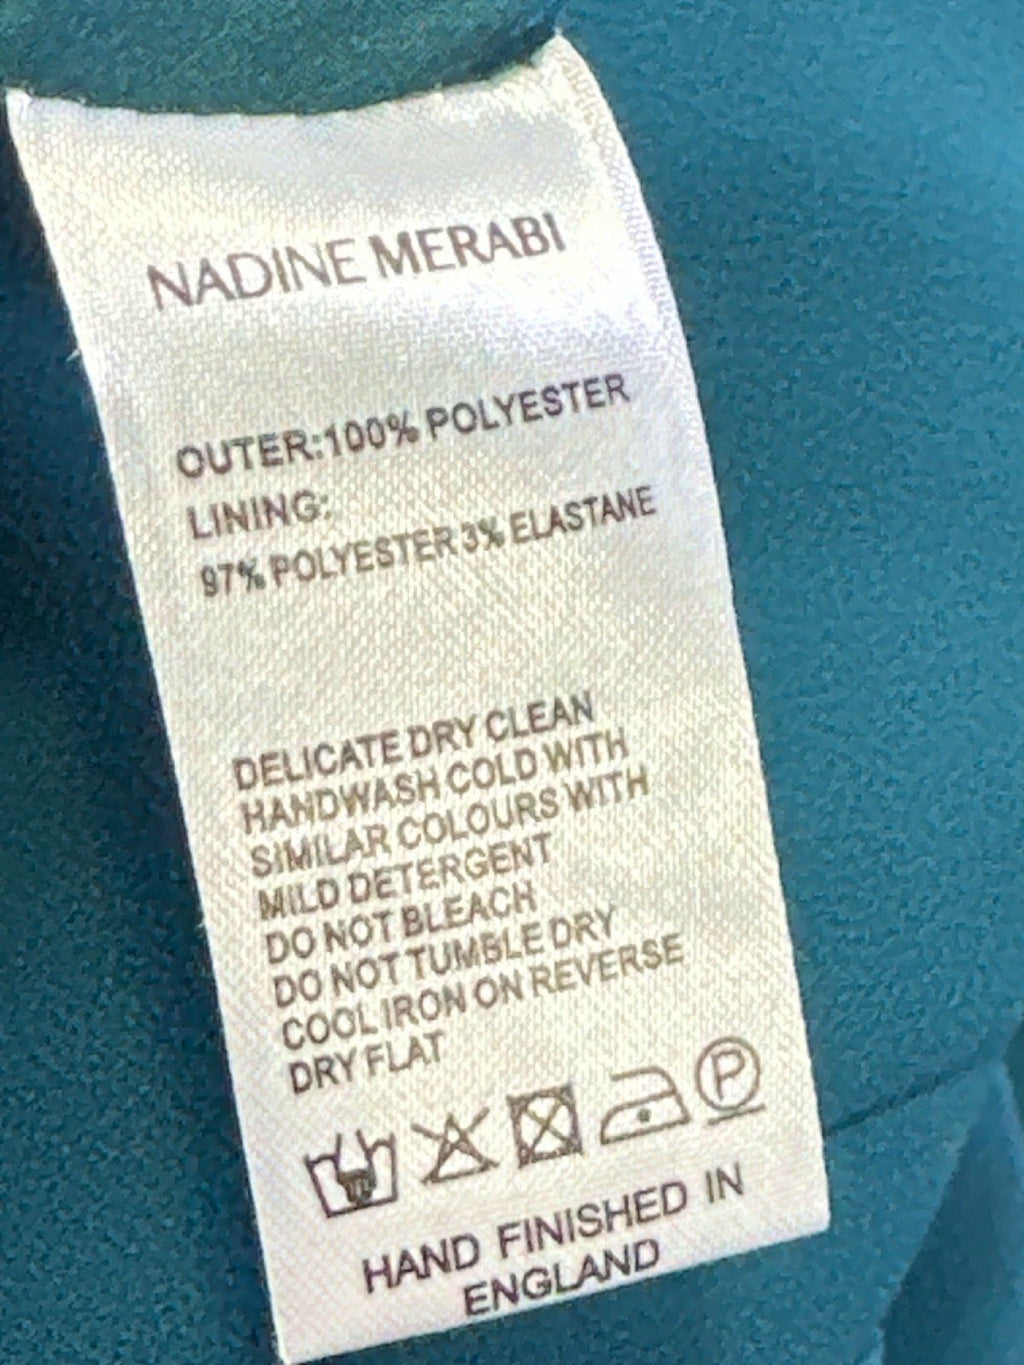 NADINE MERABI
OUTER:100% POLYESTER
LINING:
97% POLYESTER 3% ELASTANE
DELICATE DRY CLEAN
HANDWASH COLD WITH
SIMILAR COLOURS WITH
MILD DETERGENT
DO NOT BLEACH
DO NOT TUMBLE DRY
COOL IRON ON REVERSE
DRY FLAT
P
HAND FINISHED IN
ENGLAND